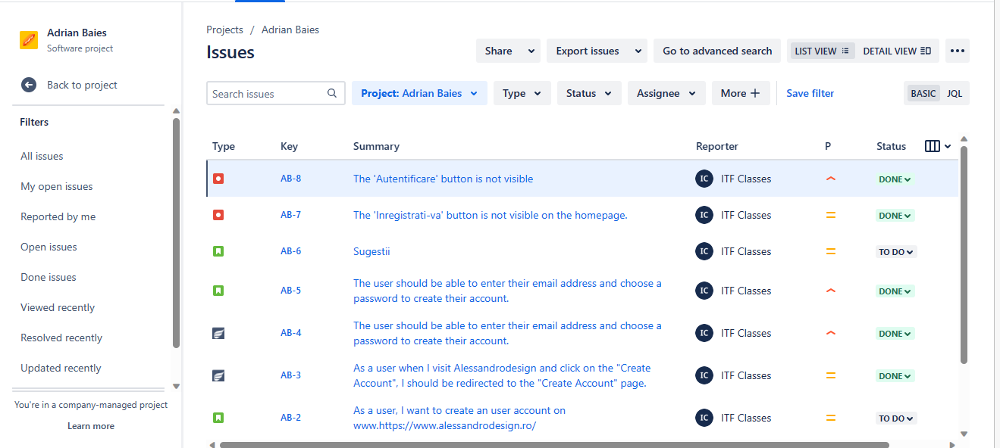 Adrian Baies
Software project
Back to project
Filters
All issues
My open issues
Reported by me
Open issues
Done issues
Viewed recently
Resolved recently
Updated recently
You're in a company-managed project
Learn more
Projects / Adrian Baies
Issues
Share
Export issues
Go to advanced search
LIST VIEW
DETAIL VIEW
Search issues
Project: Adrian Baies
Type
Status
Assignee
More
Save filter
BASIC
JQL
Type Key Summary Reporter P Status
AB-8 The 'Autentificare' button is not visible IC ITF Classes DONE
AB-7 The 'Inregistrati-va' button is not visible on the homepage. IC ITF Classes DONE
AB-6 Sugestii IC ITF Classes TO DO
AB-5 The user should be able to enter their email address and choose a
password to create their account. IC ITF Classes DONE
AB-4 The user should be able to enter their email address and choose a
password to create their account. IC ITF Classes DONE
AB-3 As a user when I visit Alessandrodesign and click on the "Create
Account", I should be redirected to the "Create Account" page. IC ITF Classes DONE
AB-2 As a user, I want to create an user account on
www.https://www.alessandrodesign.ro/ IC ITF Classes TO DO